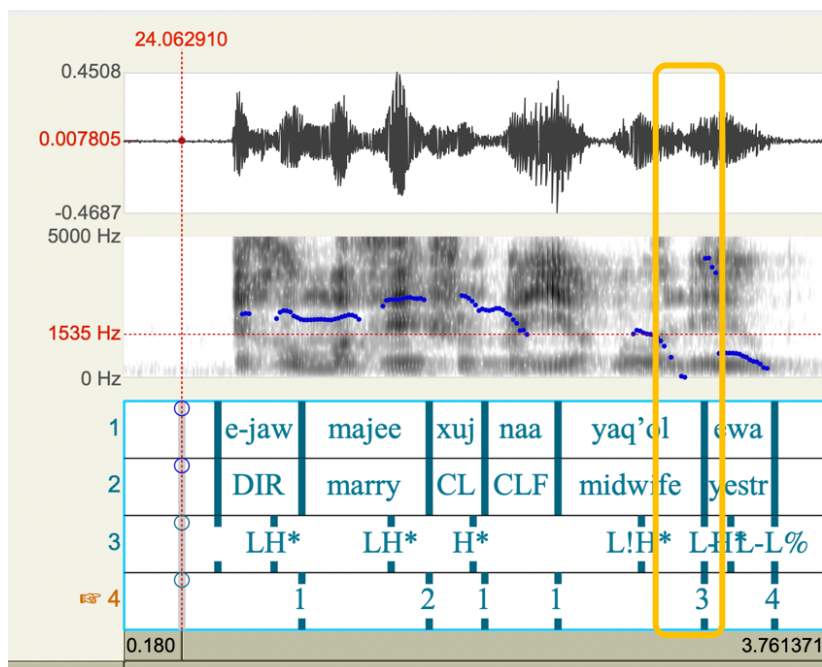 24.062910
0.4508
0.007805
-0.4687
5000 Hz
1535 Hz
0 Hz
1 e-jaw majee xuj naa yaq'ol ewa
2 DIR marry CL CLF midwife yestr
3 LH* LH* H* L!H* L-H*L-L%
☞ 4 1 2 1 1 3 4
0.180 3.761371